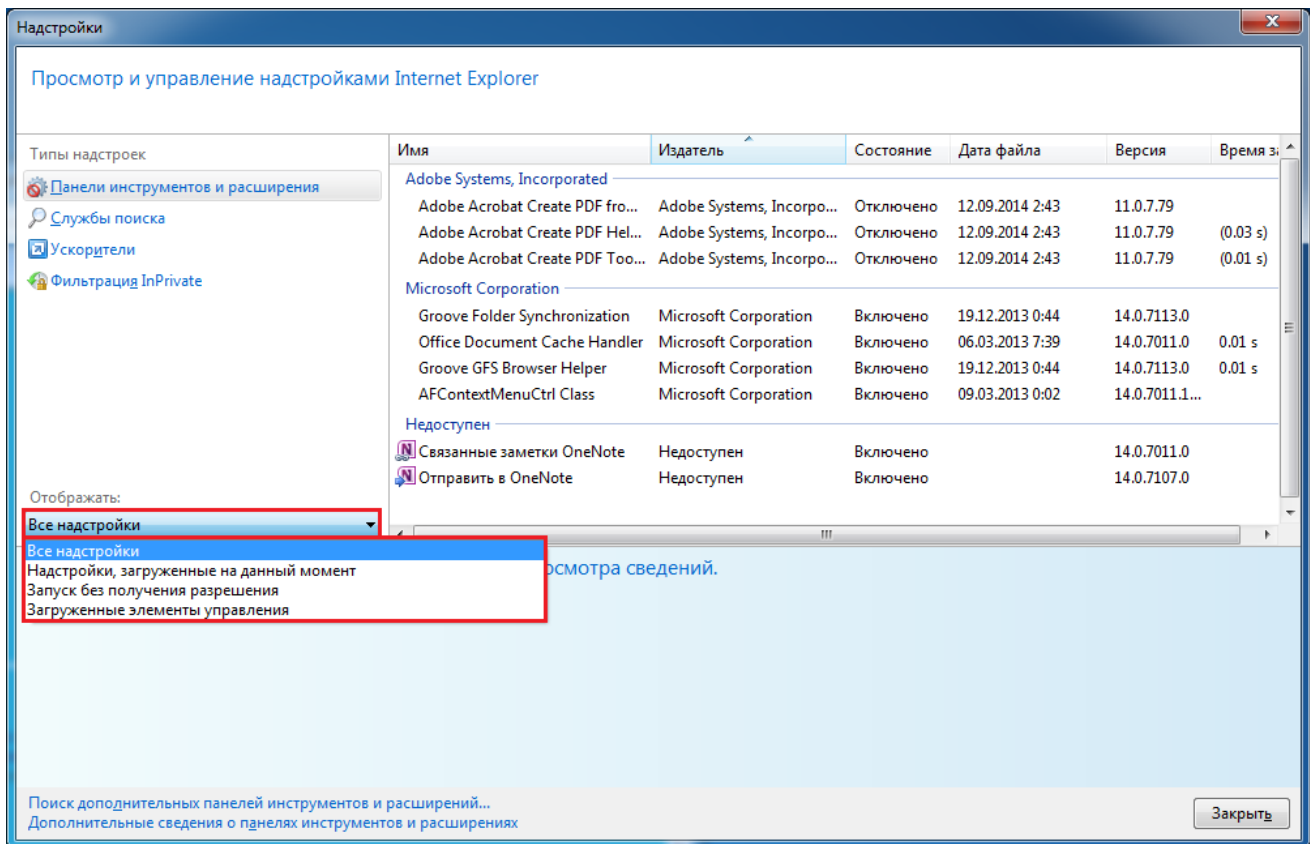 Надстройки
Просмотр и управление надстройками Internet Explorer
Типы надстроек
Панели инструментов и расширения
Службы поиска
Ускорители
Фильтрация InPrivate
Отображать:
Все надстройки
Все надстройки
Надстройки, загруженные на данный момент
Запуск без получения разрешения
Загруженные элементы управления
Имя Издатель Состояние Дата файла Версия Время за
Adobe Systems, Incorporated
Adobe Acrobat Create PDF fro... Adobe Systems, Incorpo... Отключено 12.09.2014 2:43 11.0.7.79
Adobe Acrobat Create PDF Hel... Adobe Systems, Incorpo... Отключено 12.09.2014 2:43 11.0.7.79 (0.03 s)
Adobe Acrobat Create PDF Too... Adobe Systems, Incorpo... Отключено 12.09.2014 2:43 11.0.7.79 (0.01 s)
Microsoft Corporation
Groove Folder Synchronization Microsoft Corporation Включено 19.12.2013 0:44 14.0.7113.0
Office Document Cache Handler Microsoft Corporation Включено 06.03.2013 7:39 14.0.7011.0 0.01 s
Groove GFS Browser Helper Microsoft Corporation Включено 19.12.2013 0:44 14.0.7113.0 0.01 s
AFContextMenuCtrl Class Microsoft Corporation Включено 09.03.2013 0:02 14.0.7011.1...
Недоступен
Связанные заметки OneNote Недоступен Включено 14.0.7011.0
Отправить в OneNote Недоступен Включено 14.0.7107.0
осмотра сведений.
Поиск дополнительных панелей инструментов и расширений...
Дополнительные сведения о панелях инструментов и расширениях
Закрыть